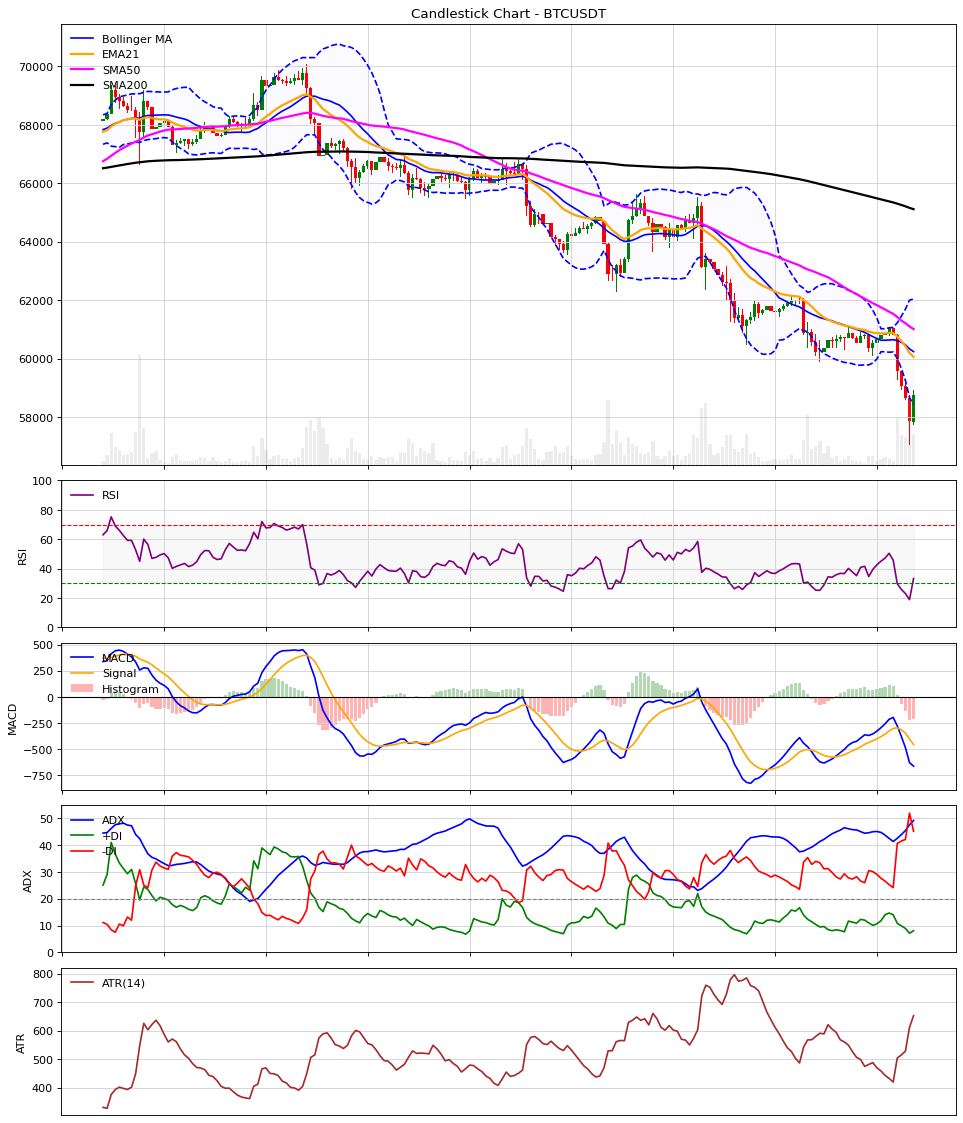 Candlestick Chart - BTCUSDT
Bollinger MA
EMA21
SMA50
SMA200
70000
68000
66000
64000
62000
60000
58000
RSI
100
80
60
40
20
0
RSI
MACD
Signal
Histogram
500
250
0
−250
−500
−750
MACD
ADX
+DI
-DI
50
40
30
20
10
0
ADX
ATR(14)
800
700
600
500
400
ATR